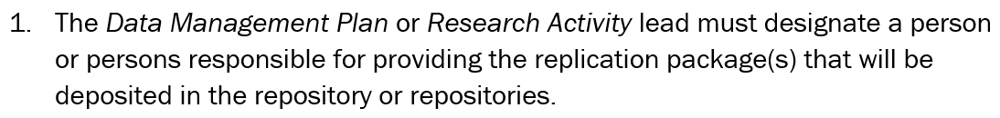 1. The Data Management Plan or Research Activity lead must designate a person
or persons responsible for providing the replication package(s) that will be
deposited in the repository or repositories.